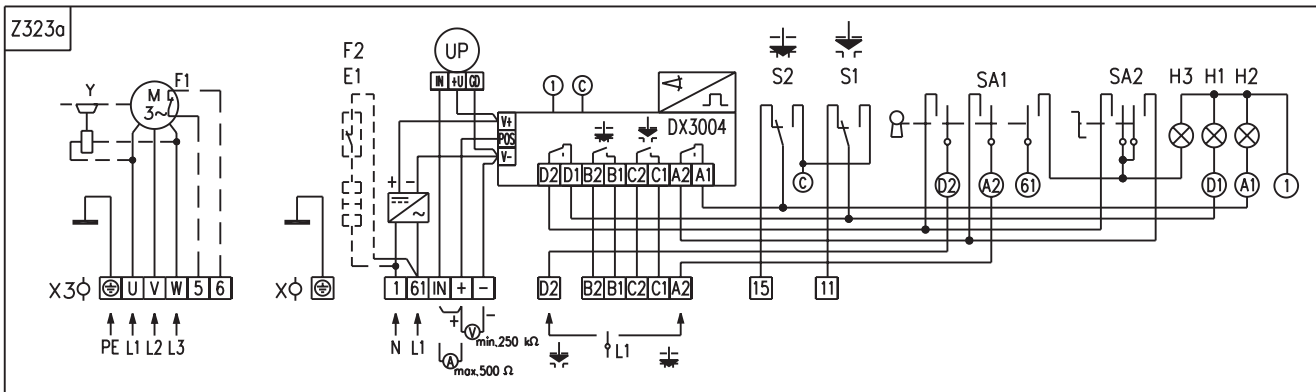 Z323a
Y
M
3~
F1
F2
E1
UP
IN +U GD
1 C
DX3004
V+
POS
V-
S2 S1
SA1 SA2
H3 H1 H2
+ -
~
D2 D1 B2 B1 C2 C1 A2 A1
C
D2 A2 61 D1 A1 1
X3 U V W 5 6
X
1 61 IN + -
D2 B2 B1 C2 C1 A2
15 11
PE L1 L2 L3
N L1
+ V -
min.250 kΩ
A
max.500 Ω
L1